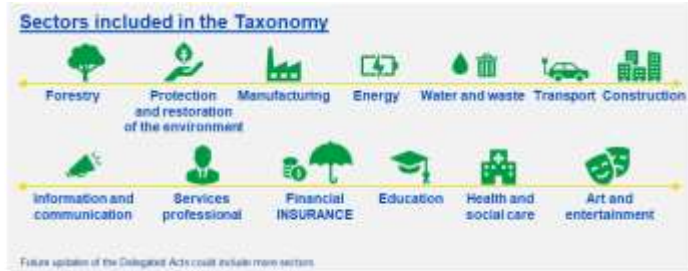 Sectors included in the Taxonomy
Forestry
Protection
and restoration
of the environment
Manufacturing
Energy
Water and waste
Transport
Construction
Information and
communication
Services
professional
Financial
INSURANCE
Education
Health and
social care
Art and
entertainment
Future updates of the Delegated Acts could include more sectors